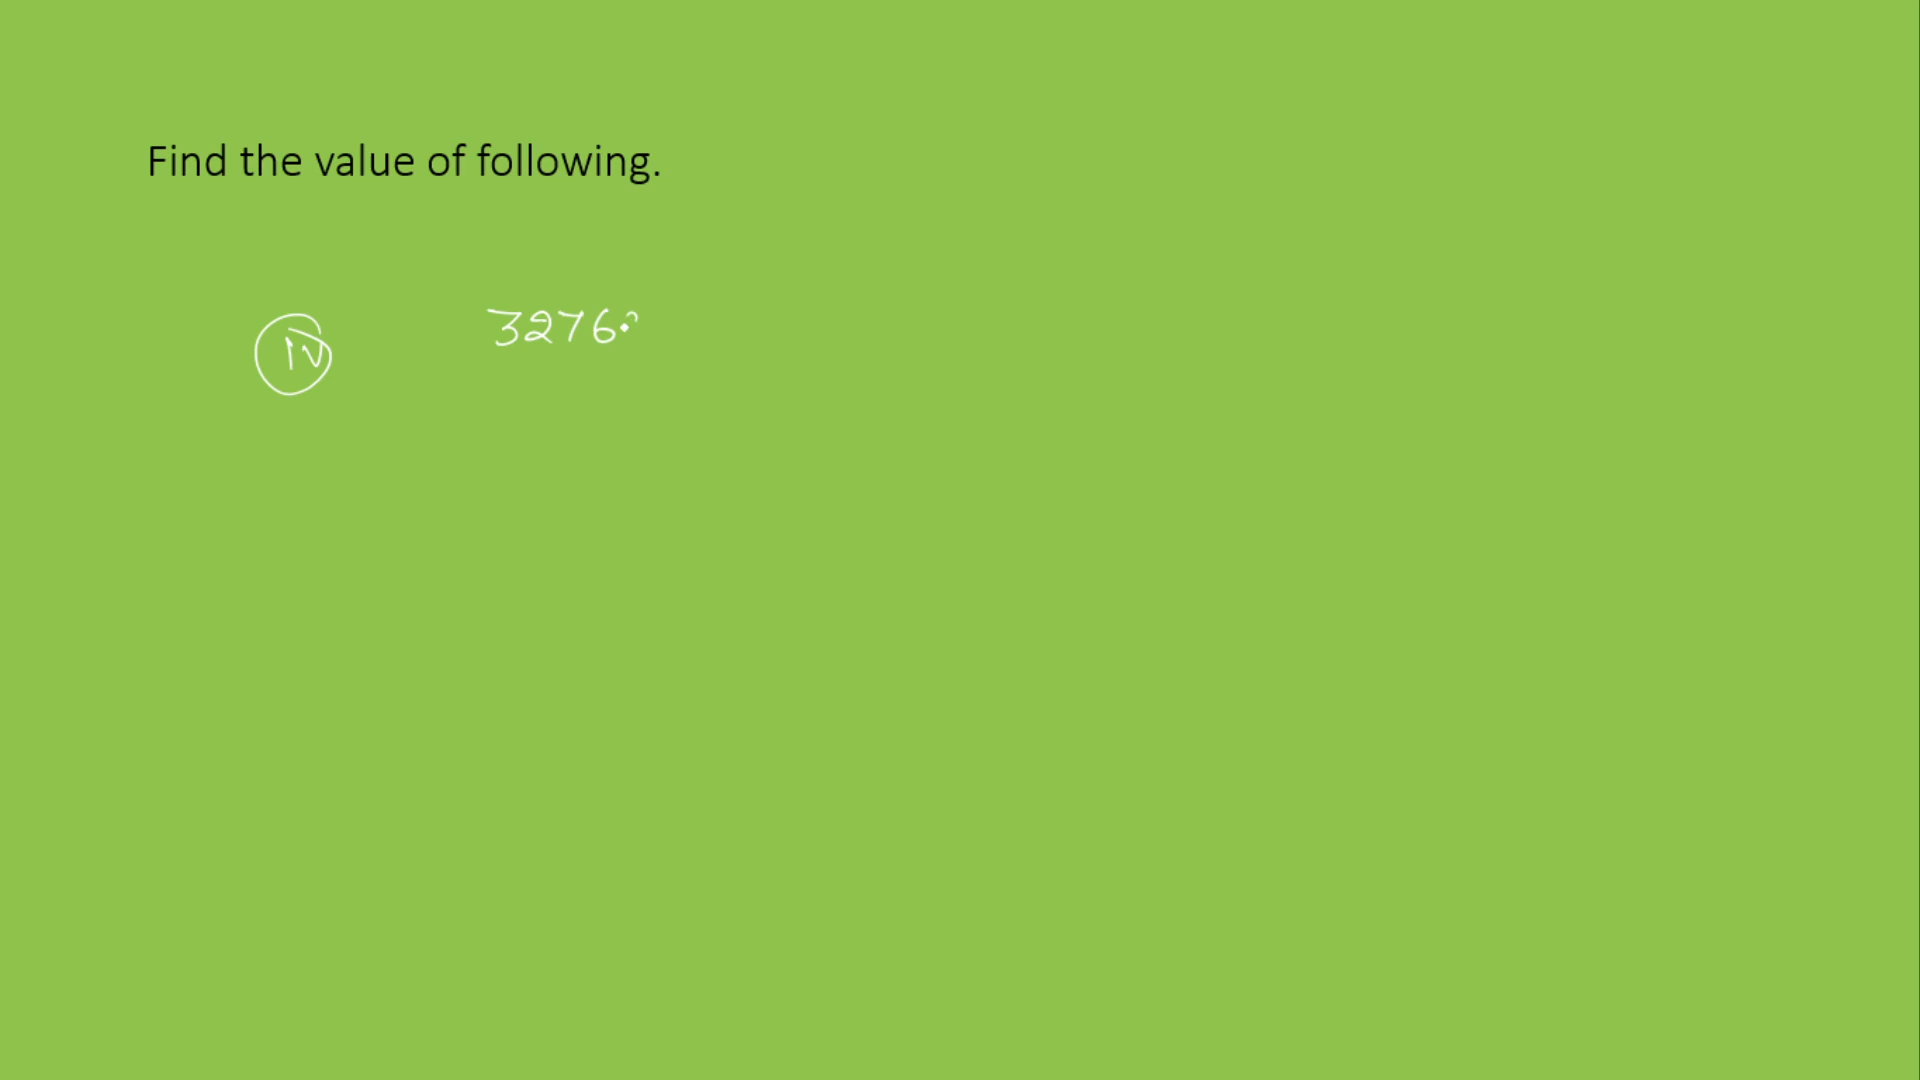 Find the value of following.
IV 3276.